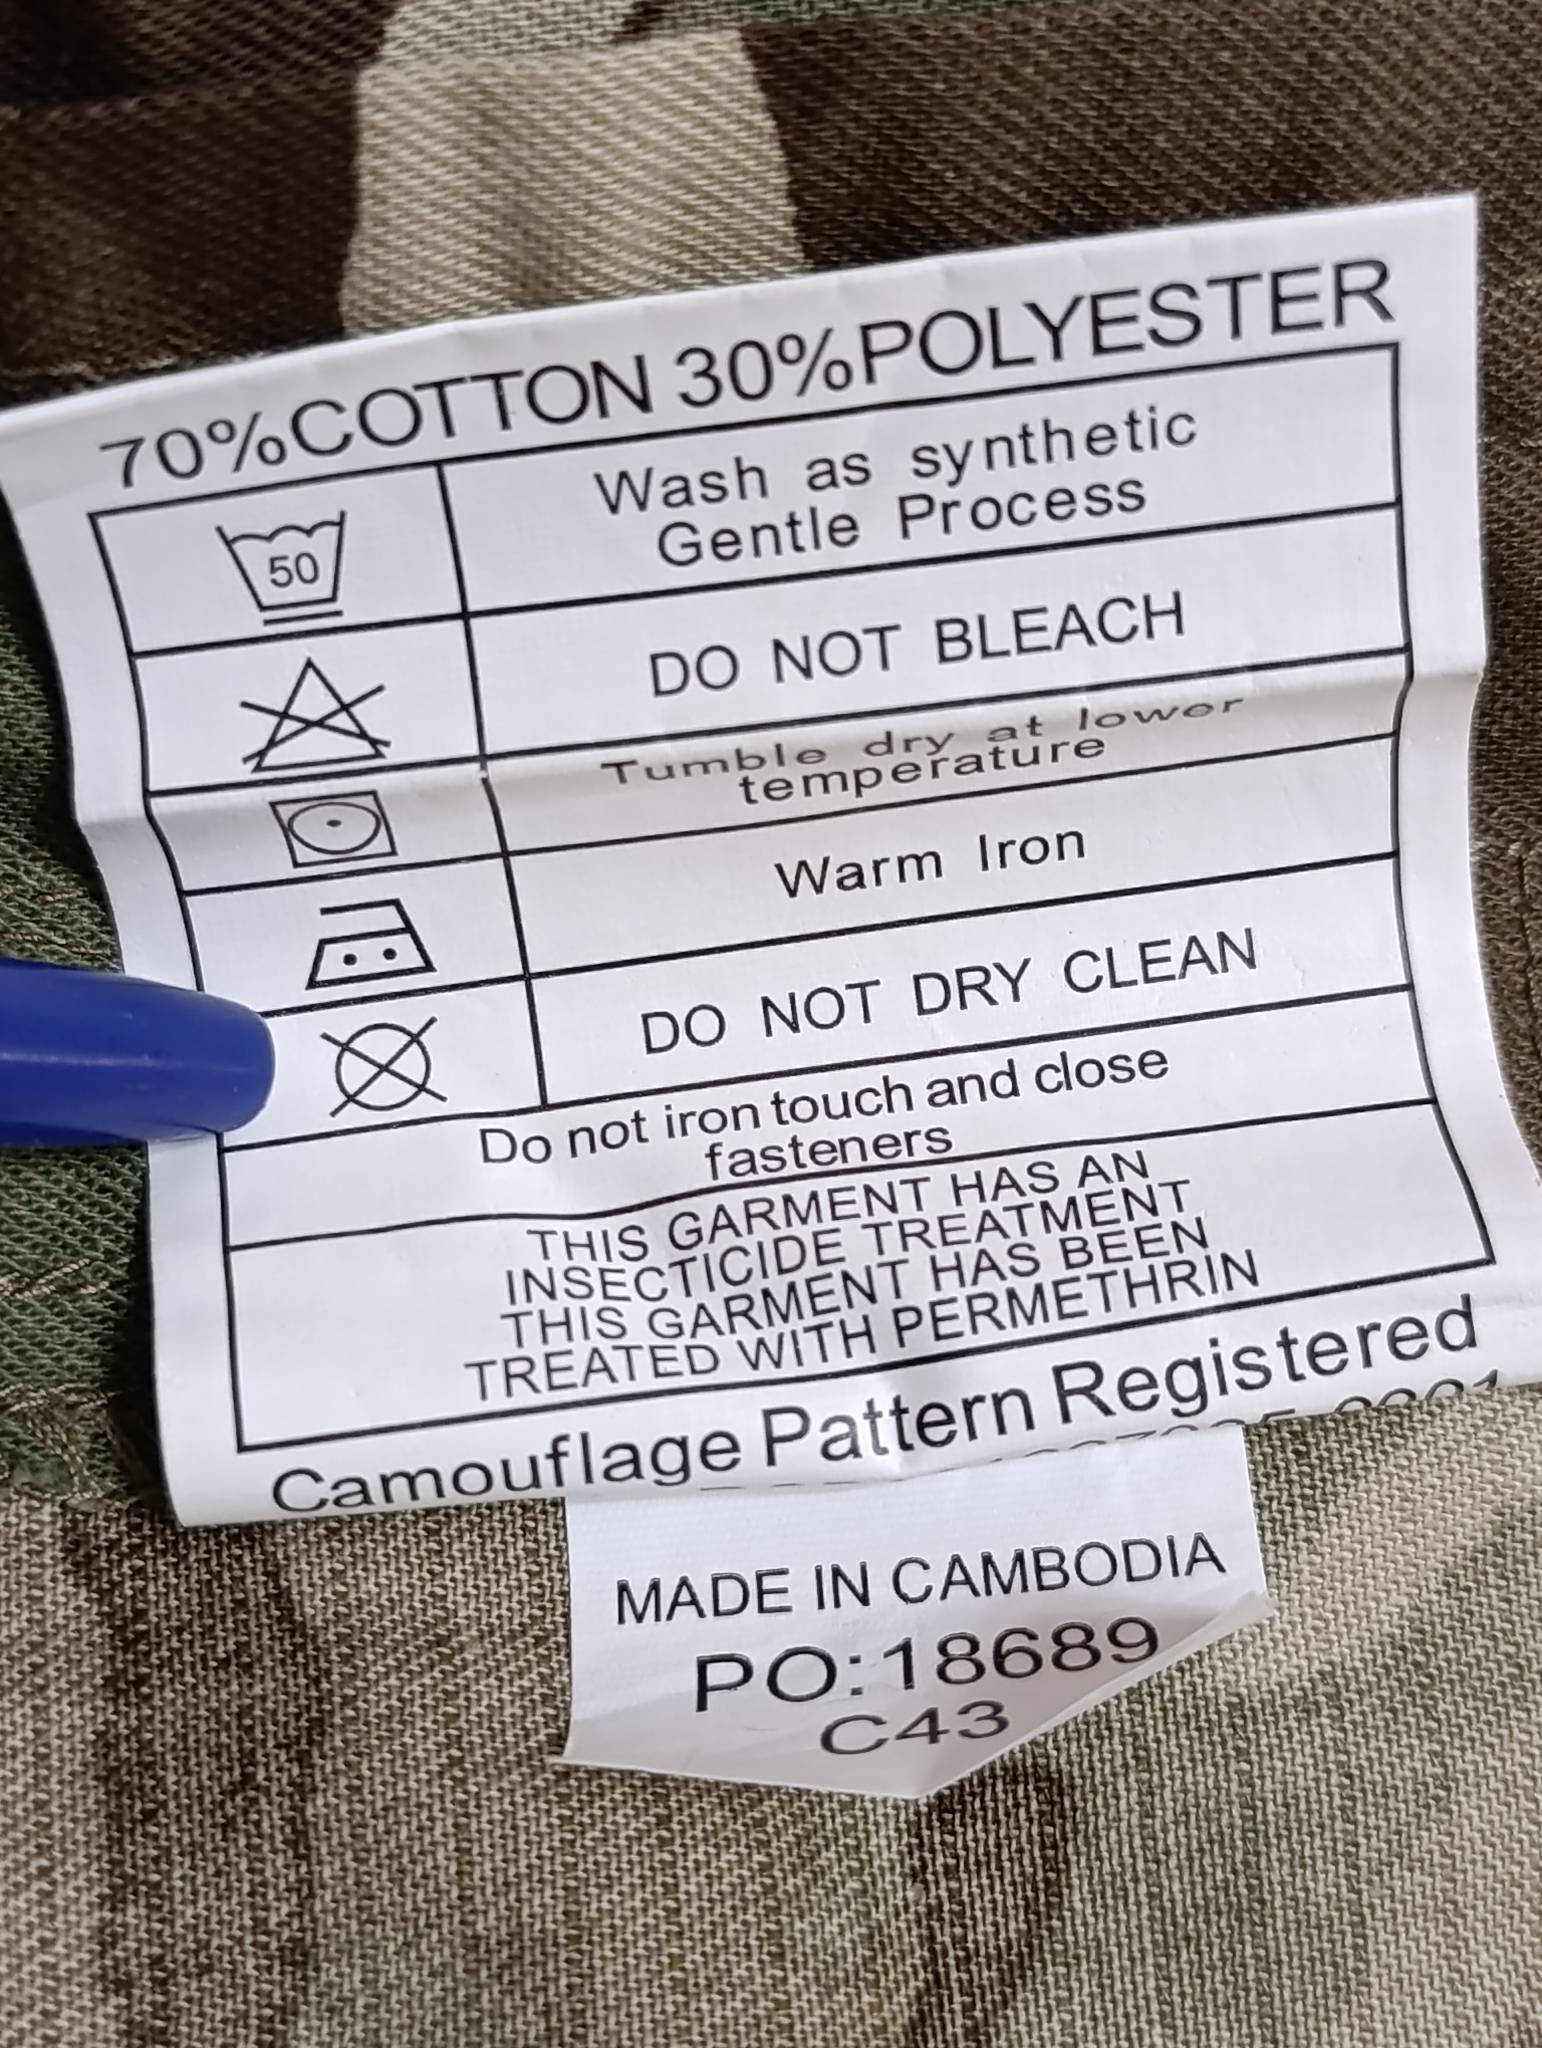 70%COTTON 30%POLYESTER
50
Wash as synthetic
Gentle Process
DO NOT BLEACH
Tumble dry at lower
temperature
Warm Iron
DO NOT DRY CLEAN
Do not iron touch and close
fasteners
THIS GARMENT HAS AN
INSECTICIDE TREATMENT
THIS GARMENT HAS BEEN
TREATED WITH PERMETHRIN
Camouflage Pattern Registered
MADE IN CAMBODIA
PO:18689
C43